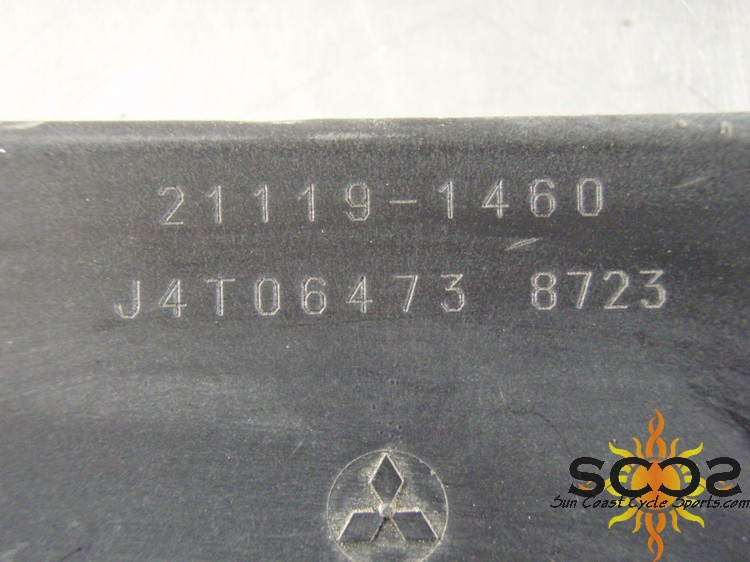 21119-1460
J4T06473 8723
SCCS
Sun Coast Cycle Sports.com